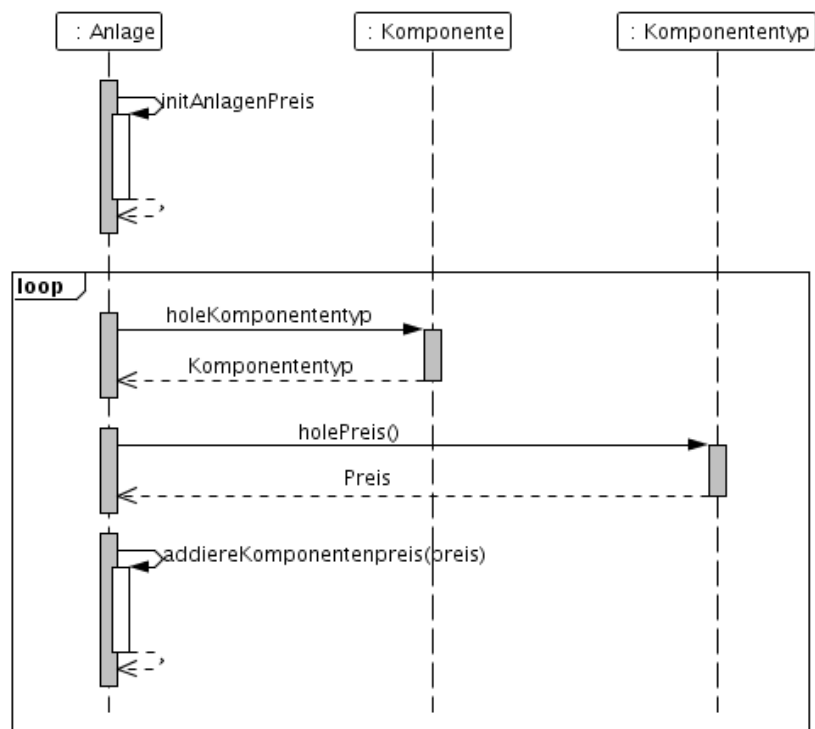 : Anlage
: Komponente
: Komponententyp
initAnlagenPreis
loop
holeKomponententyp
Komponententyp
holePreis()
Preis
addiereKomponentenpreis(preis)